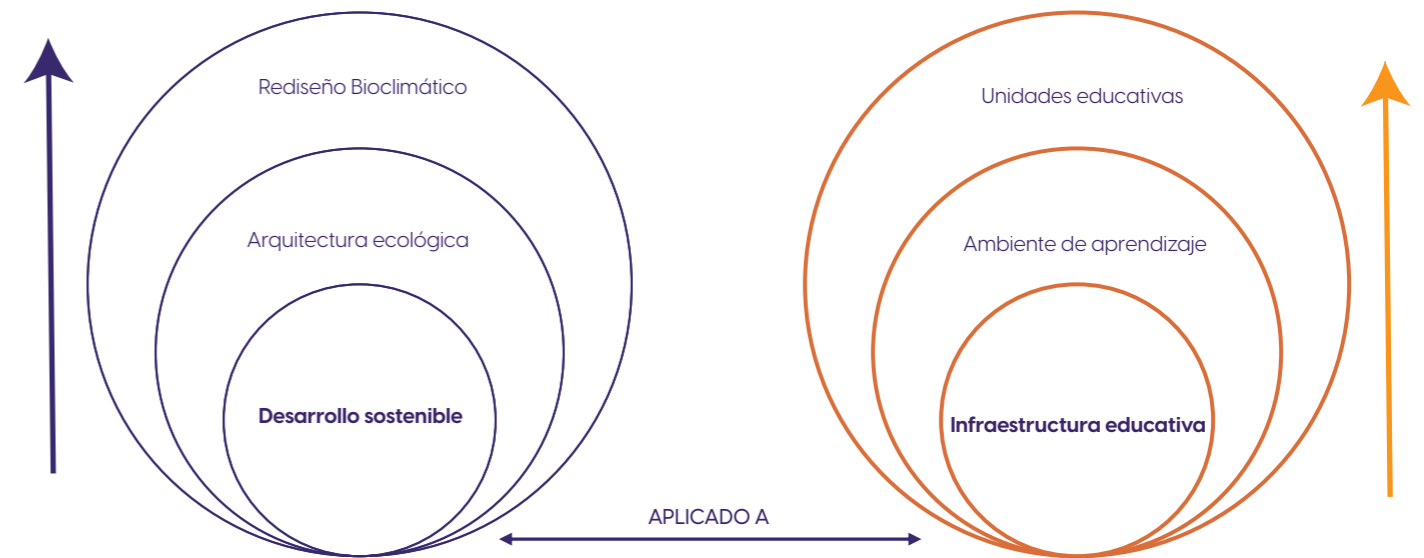 Rediseño Bioclimático
Arquitectura ecológica
Desarrollo sostenible
APLICADO A
Unidades educativas
Ambiente de aprendizaje
Infraestructura educativa